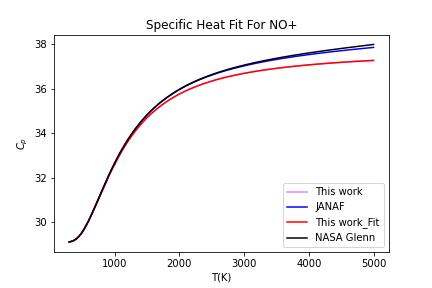 Specific Heat Fit For NO+
38
36
34
32
30
C_p
1000
2000
3000
4000
5000
T(K)
This work
JANAF
This work_Fit
NASA Glenn